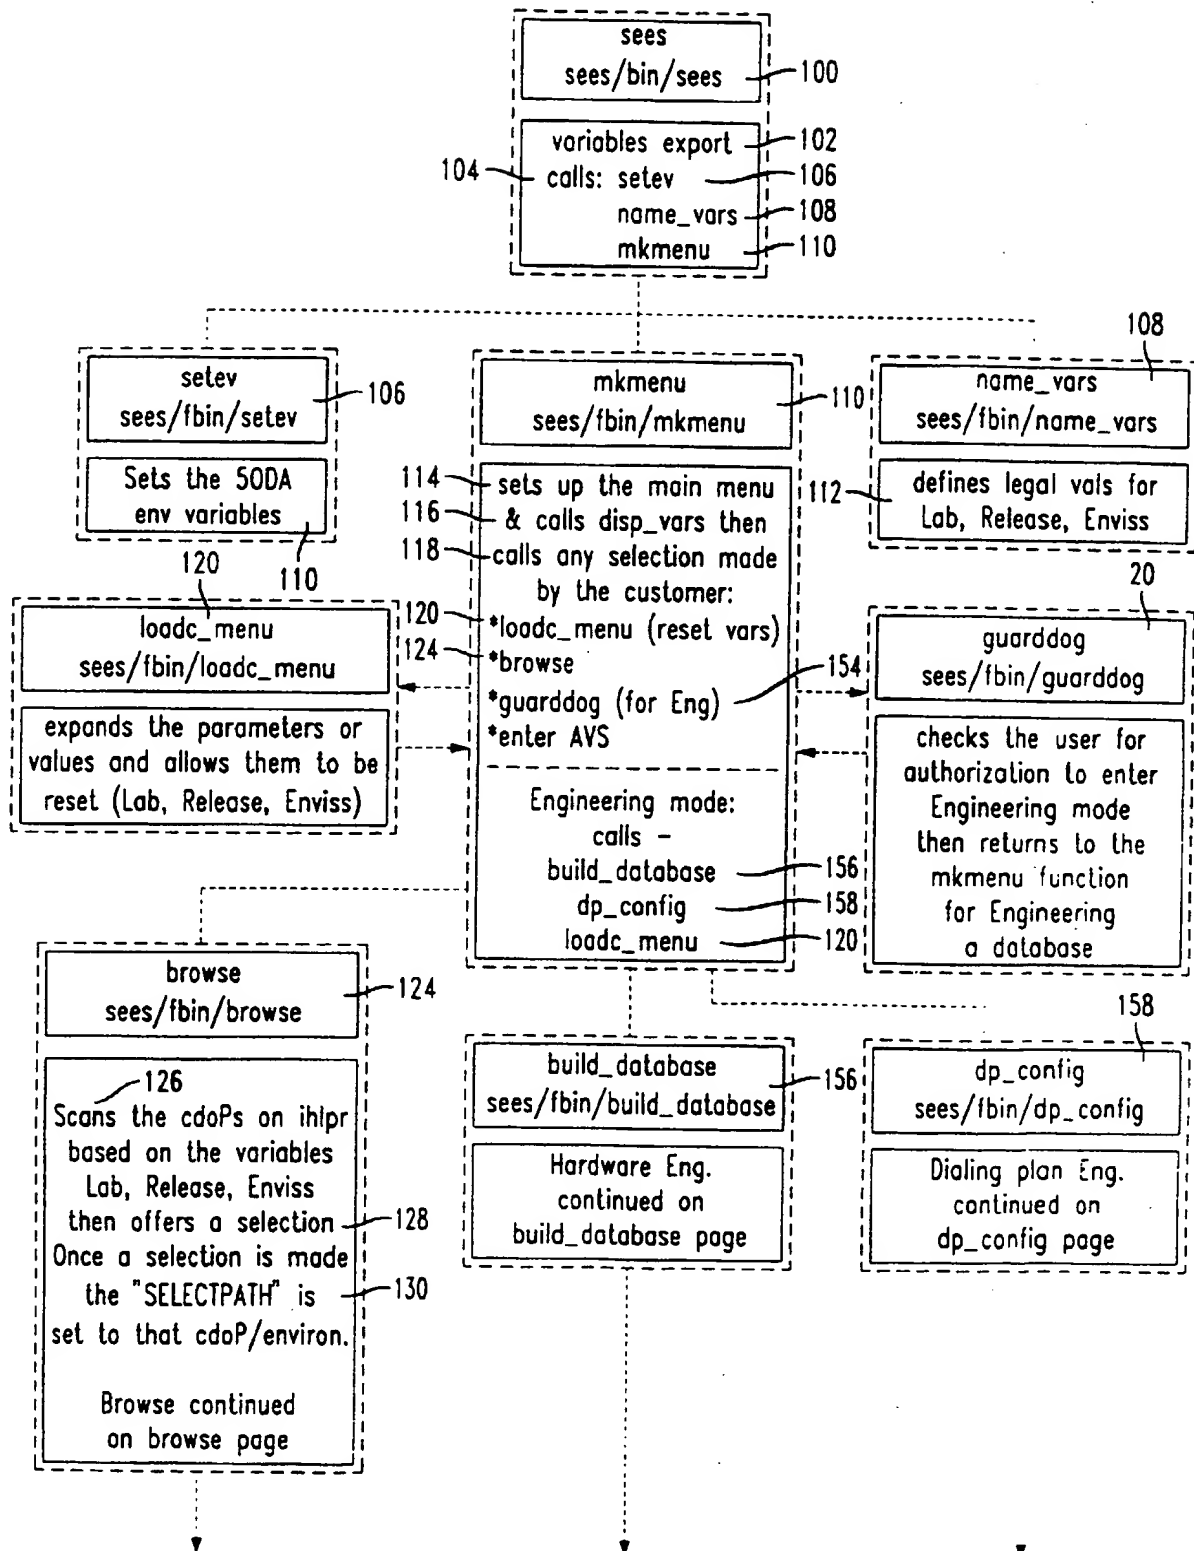 sees
sees/bin/sees
100
variables export
102
104
calls: setev
106
name_vars
108
mkmenu
110
setev
sees/fbin/setev
106
Sets the 5ODA
env variables
110
mkmenu
sees/fbin/mkmenu
110
108
name_vars
sees/fbin/name_vars
112
defines legal vals for
Lab, Release, Enviss
114
sets up the main menu
116
& calls disp_vars then
118
calls any selection made
by the customer:
120
*loadc_menu (reset vars)
124
*browse
*guarddog (for Eng)
154
*enter AVS
Engineering mode:
calls –
build_database
156
dp_config
158
loadc_menu
120
120
loadc_menu
sees/fbin/loadc_menu
expands the parameters or
values and allows them to be
reset (Lab, Release, Enviss)
20
guarddog
sees/fbin/guarddog
checks the user for
authorization to enter
Engineering mode
then returns to the
mkmenu function
for Engineering
a database
browse
sees/fbin/browse
124
126
Scans the cdoPs on ihlpr
based on the variables
Lab, Release, Enviss
then offers a selection
128
Once a selection is made
the "SELECTPATH" is
130
set to that cdoP/environ.
Browse continued
on browse page
build_database
sees/fbin/build_database
156
Hardware Eng.
continued on
build_database page
158
dp_config
sees/fbin/dp_config
Dialing plan Eng.
continued on
dp_config page